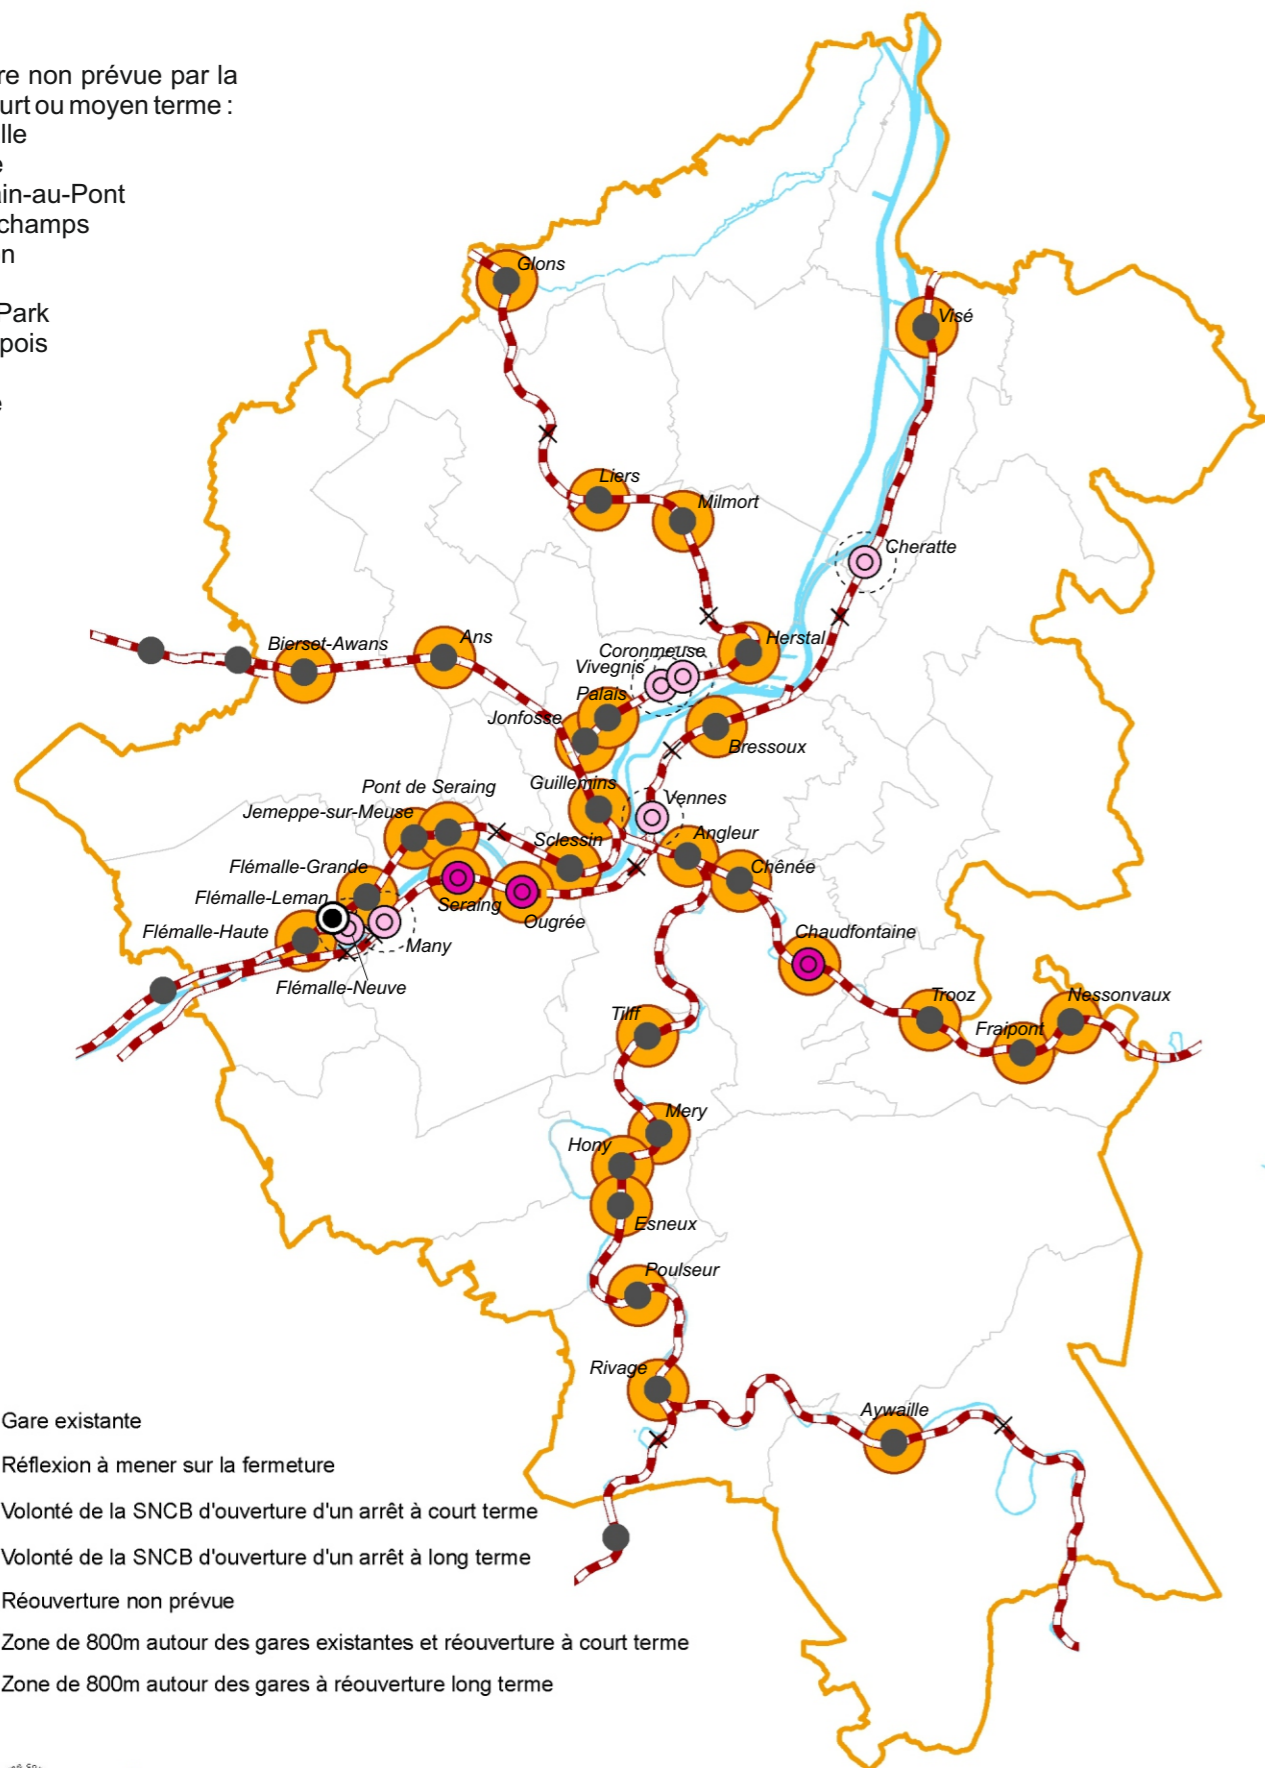 re non prévue par la
urt ou moyen terme :
lle
e
in-au-Pont
champs
n
Park
pois
e
Glons
Visé
Liers
Milmort
Cheratte
Bierset-Awans
Ans
Herstal
Coronmeuse
Vivegnis
Palais
Jonfosse
Bressoux
Guillemins
Pont de Seraing
Vennes
Jemeppe-sur-Meuse
Sclessin
Angleur
Flémalle-Grande
Chênée
Flémalle-Leman
Seraing
Ougrée
Flémalle-Haute
Many
Chaudfontaine
Flémalle-Neuve
Tilff
Trooz
Nessonvaux
Fraipont
Mery
Hony
Esneux
Poulseur
Rivage
Aywaille
Gare existante
Réflexion à mener sur la fermeture
Volonté de la SNCB d'ouverture d'un arrêt à court terme
Volonté de la SNCB d'ouverture d'un arrêt à long terme
Réouverture non prévue
Zone de 800m autour des gares existantes et réouverture à court terme
Zone de 800m autour des gares à réouverture long terme